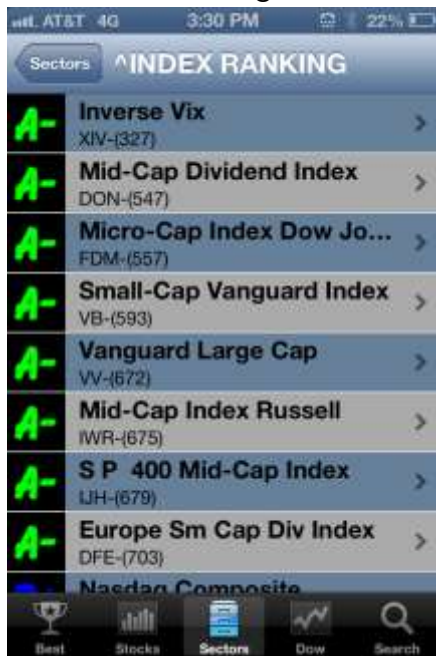 AT&T 4G 3:30 PM 22%
Sectors ^INDEX RANKING
A- Inverse Vix
XIV-(327)
A- Mid-Cap Dividend Index
DON-(547)
A- Micro-Cap Index Dow Jo...
FDM-(557)
A- Small-Cap Vanguard Index
VB-(593)
A- Vanguard Large Cap
VV-(672)
A- Mid-Cap Index Russell
IWR-(675)
A- S P 400 Mid-Cap Index
IJH-(679)
A- Europe Sm Cap Div Index
DFE-(703)
Nasdaq Composite
Best Stocks Sectors Dow Search